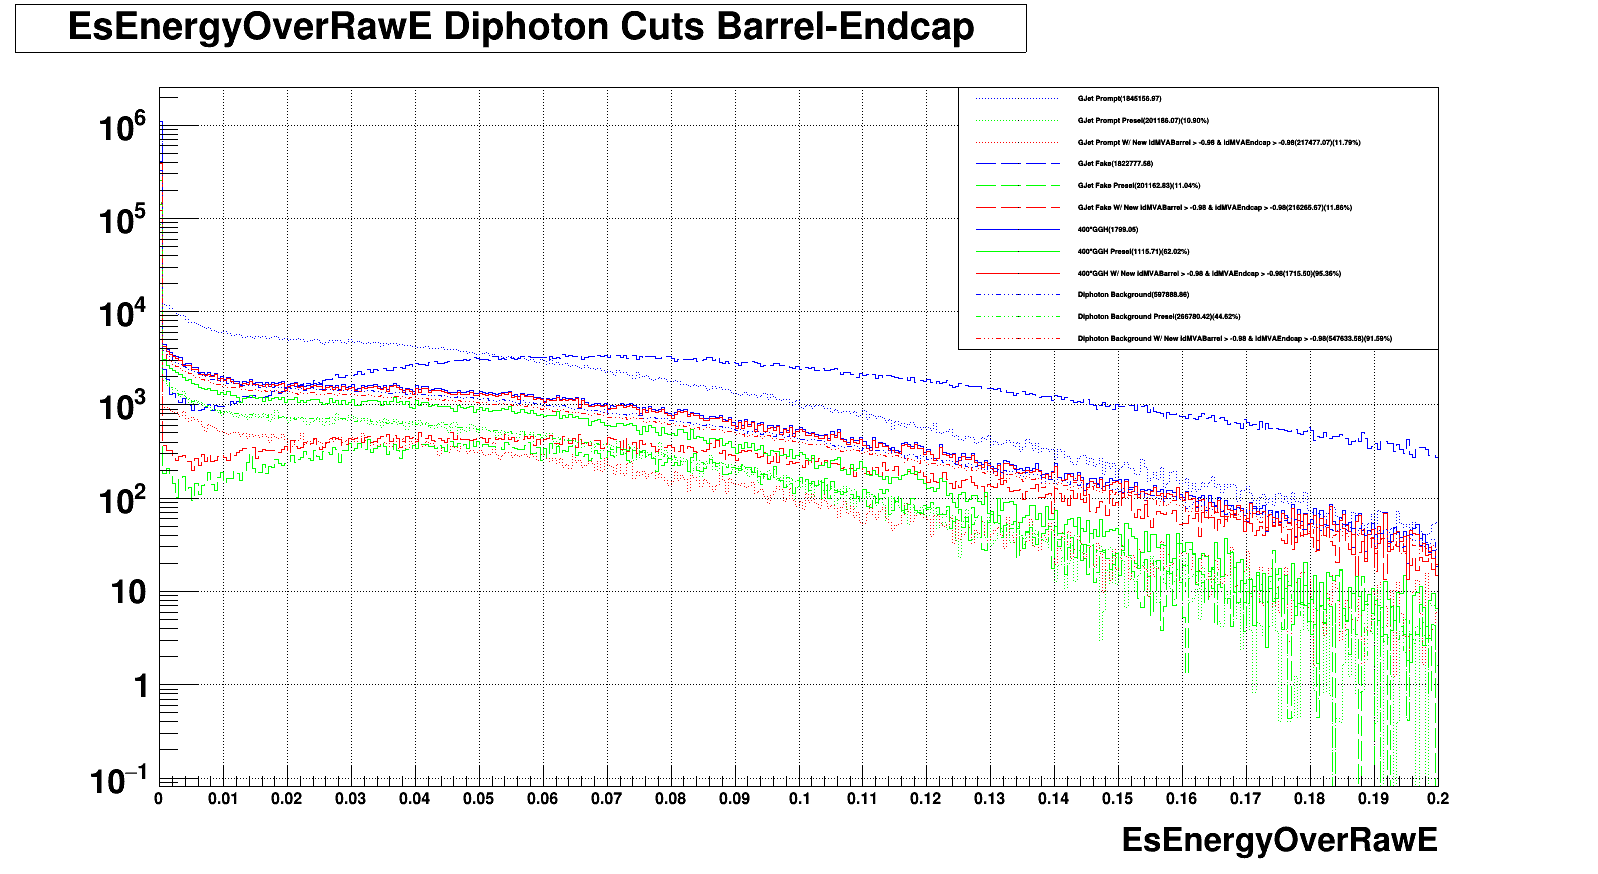 EsEnergyOverRawE Diphoton Cuts Barrel-Endcap
GJet Prompt(1845156.97)
GJet Prompt Presel(201186.07)(10.90%)
GJet Prompt W/ New IdMVABarrel > -0.98 & IdMVAEndcap > -0.98(217477.07)(11.79%)
GJet Fake(1822777.58)
GJet Fake Presel(201162.83)(11.04%)
GJet Fake W/ New IdMVABarrel > -0.98 & IdMVAEndcap > -0.98(216265.67)(11.86%)
400*GGH(1799.05)
400*GGH Presel(1115.71)(62.02%)
400*GGH W/ New IdMVABarrel > -0.98 & IdMVAEndcap > -0.98(1715.50)(95.36%)
Diphoton Background(597888.86)
Diphoton Background Presel(266780.42)(44.62%)
Diphoton Background W/ New IdMVABarrel > -0.98 & IdMVAEndcap > -0.98(547633.58)(91.59%)
10^6
10^5
10^4
10^3
10^2
10
1
10^−1
0 0.01 0.02 0.03 0.04 0.05 0.06 0.07 0.08 0.09 0.1 0.11 0.12 0.13 0.14 0.15 0.16 0.17 0.18 0.19 0.2
EsEnergyOverRawE